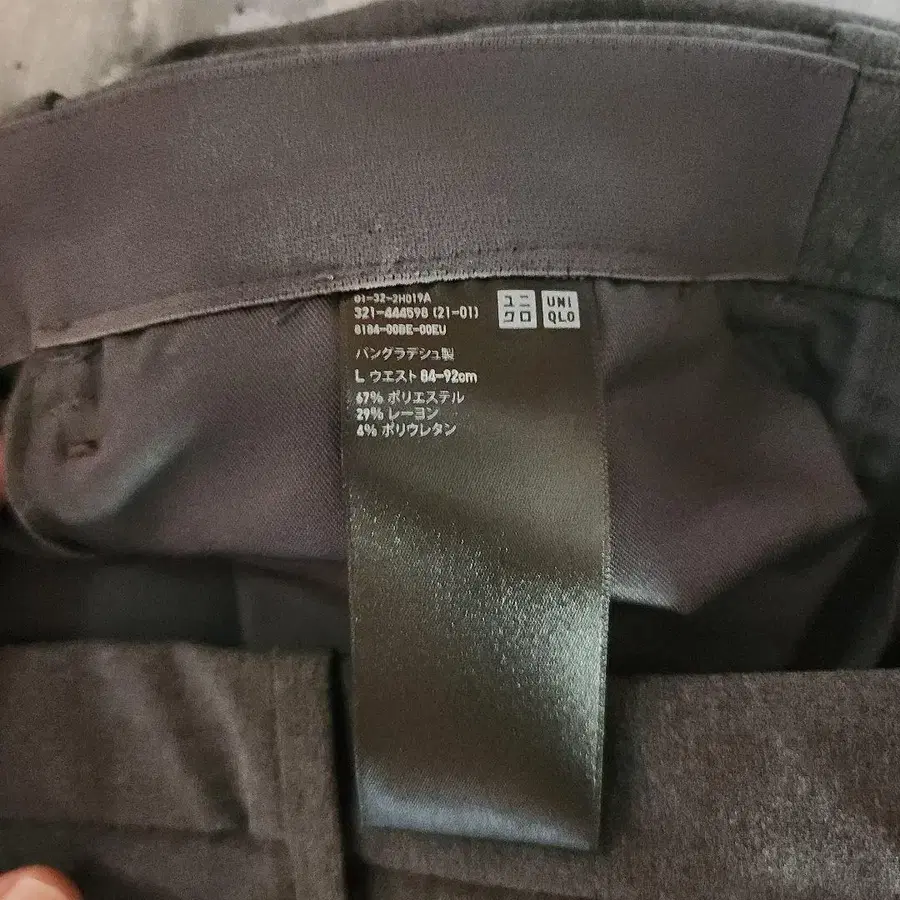 01-32-2H019A
321-444598 (21-01)
8184-00BE-00EU
ユニ
クロ
UNI
QLO
バングラデシュ製
L ウエスト 84-92cm
67% ポリエステル
29% レーヨン
4% ポリウレタン